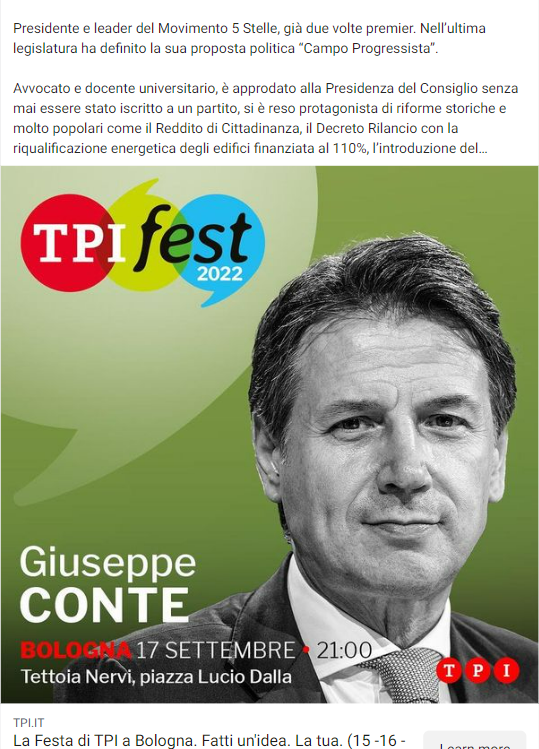 Presidente e leader del Movimento 5 Stelle, già due volte premier. Nell'ultima
legislatura ha definito la sua proposta politica “Campo Progressista”.
Avvocato e docente universitario, è approdato alla Presidenza del Consiglio senza
mai essere stato iscritto a un partito, si è reso protagonista di riforme storiche e
molto popolari come il Reddito di Cittadinanza, il Decreto Rilancio con la
riqualificazione energetica degli edifici finanziata al 110%, l'introduzione del...
TPI fest
2022
Giuseppe
CONTE
BOLOGNA 17 SETTEMBRE • 21:00
Tettoia Nervi, piazza Lucio Dalla
T P I
TPI.IT
La Festa di TPI a Bologna. Fatti un'idea. La tua. (15 -16 -
Learn more